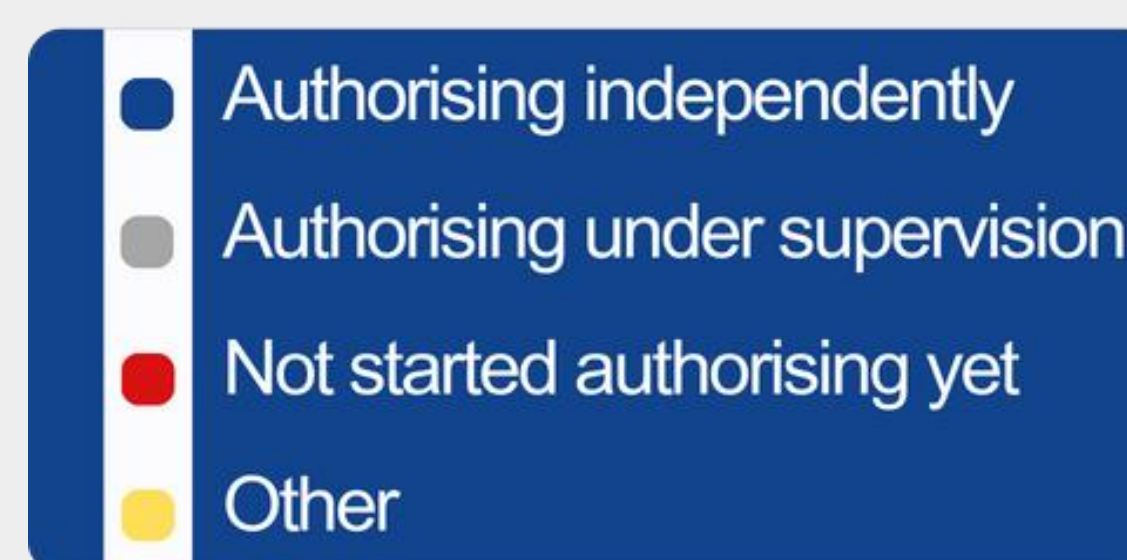 Authorising independently
Authorising under supervision
Not started authorising yet
Other